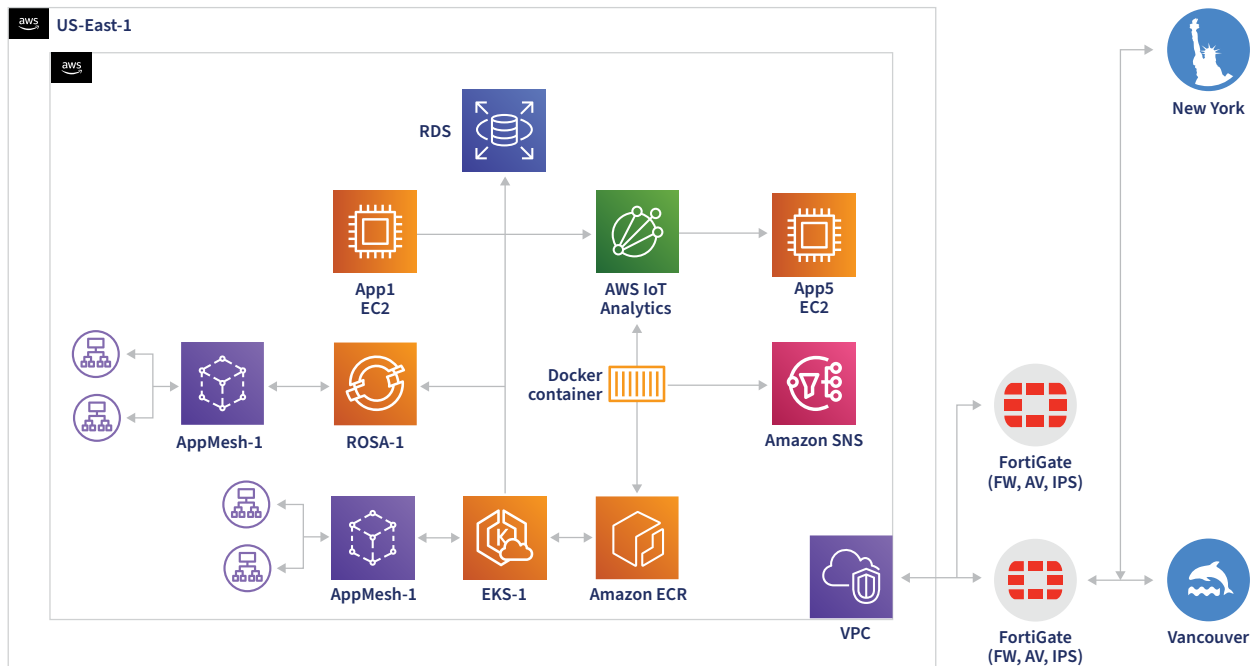 aws
US-East-1
aws
New York
RDS
App1
EC2
AWS IoT
Analytics
App5
EC2
Docker
container
AppMesh-1
ROSA-1
Amazon SNS
FortiGate
(FW, AV, IPS)
K
AppMesh-1
EKS-1
Amazon ECR
VPC
FortiGate
(FW, AV, IPS)
Vancouver